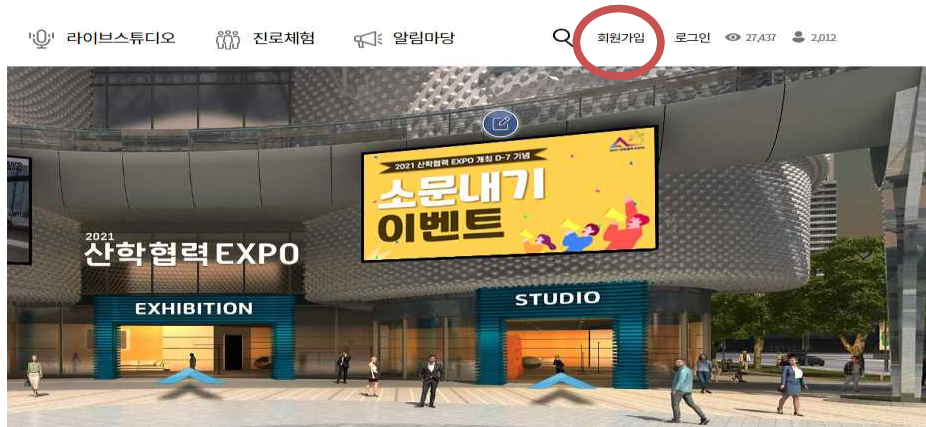 라이브스튜디오 진로체험 알림마당 회원가입 로그인 27,437 2,012
2021 산학협력 EXPO 개최 D-7 기념
소문내기
이벤트
2021
산학협력 EXPO
EXHIBITION
STUDIO